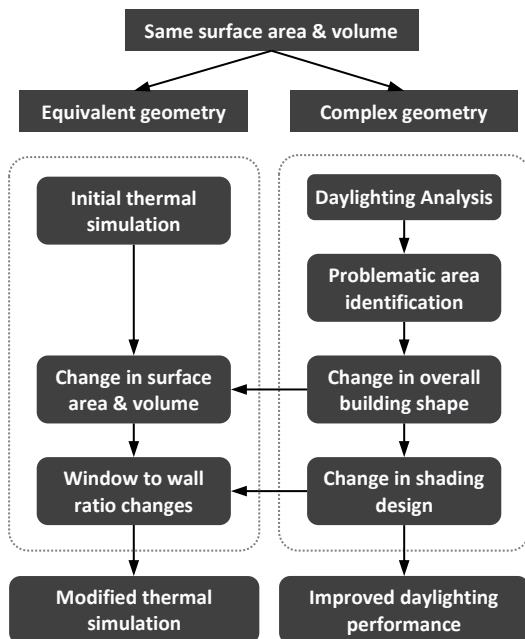 Same surface area & volume
Equivalent geometry
Complex geometry
Initial thermal
simulation
Change in surface
area & volume
Window to wall
ratio changes
Modified thermal
simulation
Daylighting Analysis
Problematic area
identification
Change in overall
building shape
Change in shading
design
Improved daylighting
performance